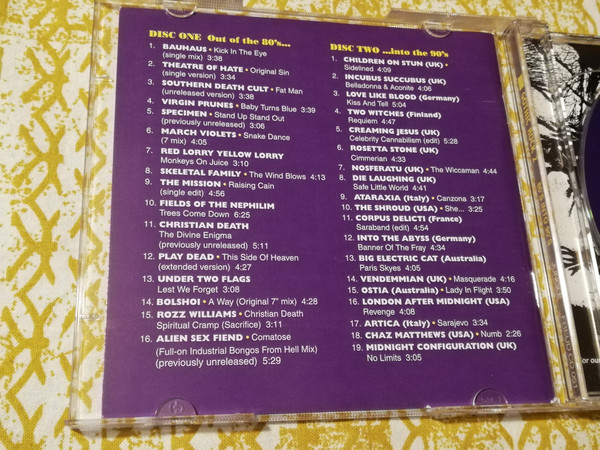 DISC ONE Out of the 80's...
1. BAUHAUS • Kick In The Eye
(single mix) 3:38
2. THEATRE OF HATE • Original Sin
(single version) 3:34
3. SOUTHERN DEATH CULT • Fat Man
(unreleased version) 3:38
4. VIRGIN PRUNES • Baby Turns Blue 3:39
5. SPECIMEN • Stand Up Stand Out
(previously unreleased) 3:06
6. MARCH VIOLETS • Snake Dance
(7 mix) 4:05
7. RED LORRY YELLOW LORRY
Monkeys On Juice 3:10
8. SKELETAL FAMILY • The Wind Blows 4:13
9. THE MISSION • Raising Cain
(single edit) 4:56
10. FIELDS OF THE NEPHILIM
Trees Come Down 6:25
11. CHRISTIAN DEATH
The Divine Enigma
(previously unreleased) 5:11
12. PLAY DEAD • This Side Of Heaven
(extended version) 4:27
13. UNDER TWO FLAGS
Lest We Forget 3:08
14. BOLSHOI • A Way (Original 7" mix) 4:28
15. ROZZ WILLIAMS • Christian Death
Spiritual Cramp (Sacrifice) 3:11
16. ALIEN SEX FIEND • Comatose
(Full-on Industrial Bongos From Hell Mix)
(previously unreleased) 5:29
DISC TWO ...into the 90's
1. CHILDREN ON STUN (UK) •
Sidelined 4:09
2. INCUBUS SUCCUBUS (UK)
Belladonna & Aconite 4:06
3. LOVE LIKE BLOOD (Germany)
Kiss And Tell 5:04
4. TWO WITCHES (Finland)
Requiem 4:47
5. CREAMING JESUS (UK)
Celebrity Cannabilism (edit) 5:28
6. ROSETTA STONE (UK)
Cimmerian 4:33
7. NOSFERATU (UK) • The Wiccaman 4:44
8. DIE LAUGHING (UK)
Safe Little World 4:41
9. ATARAXIA (Italy) • Canzona 3:17
10. THE SHROUD (USA) • She... 3:25
11. CORPUS DELICTI (France)
Saraband (edit) 4:54
12. INTO THE ABYSS (Germany)
Banner Of The Fray 4:34
13. BIG ELECTRIC CAT (Australia)
Paris Skyes 4:05
14. VENDEMMIAN (UK) • Masquerade 4:16
15. OSTIA (Australia) • Lady In Flight 3:50
16. LONDON AFTER MIDNIGHT (USA)
Revenge 4:08
17. ARTICA (Italy) • Sarajevo 3:34
18. CHAZ MATTHEWS (USA) • Numb 2:26
19. MIDNIGHT CONFIGURATION (UK)
No Limits 3:05